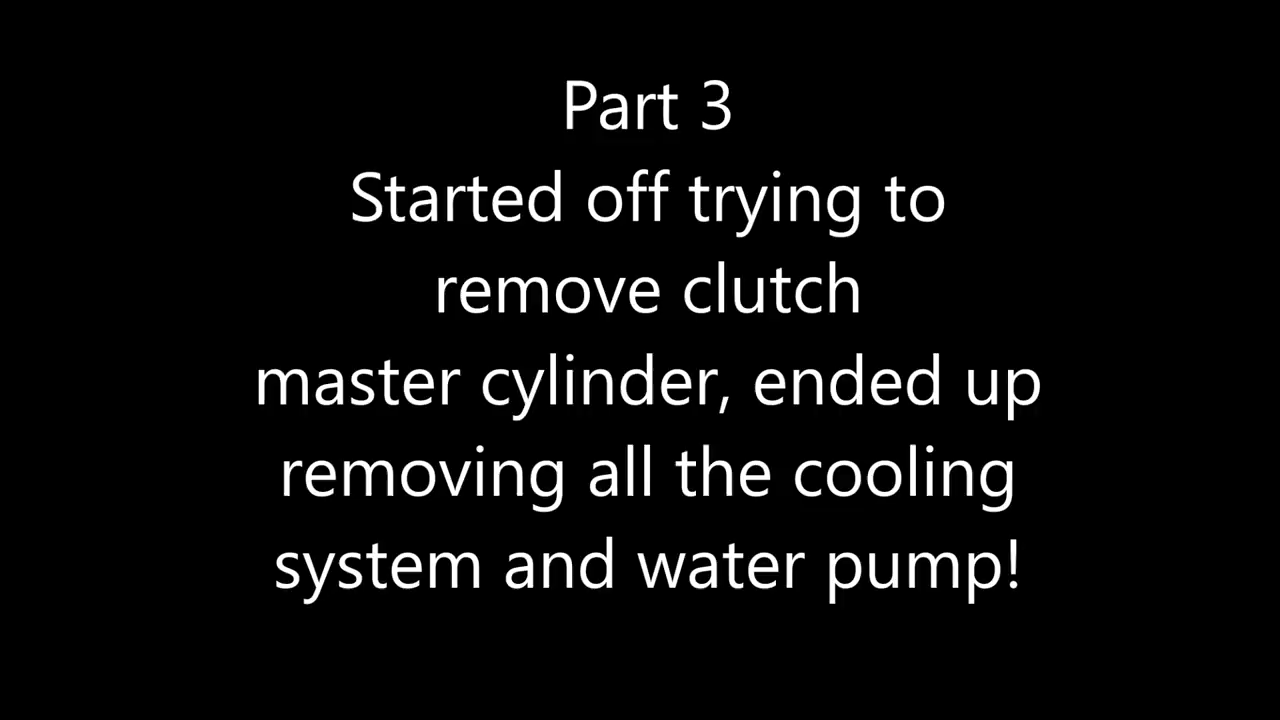 Part 3
Started off trying to
remove clutch
master cylinder, ended up
removing all the cooling
system and water pump!